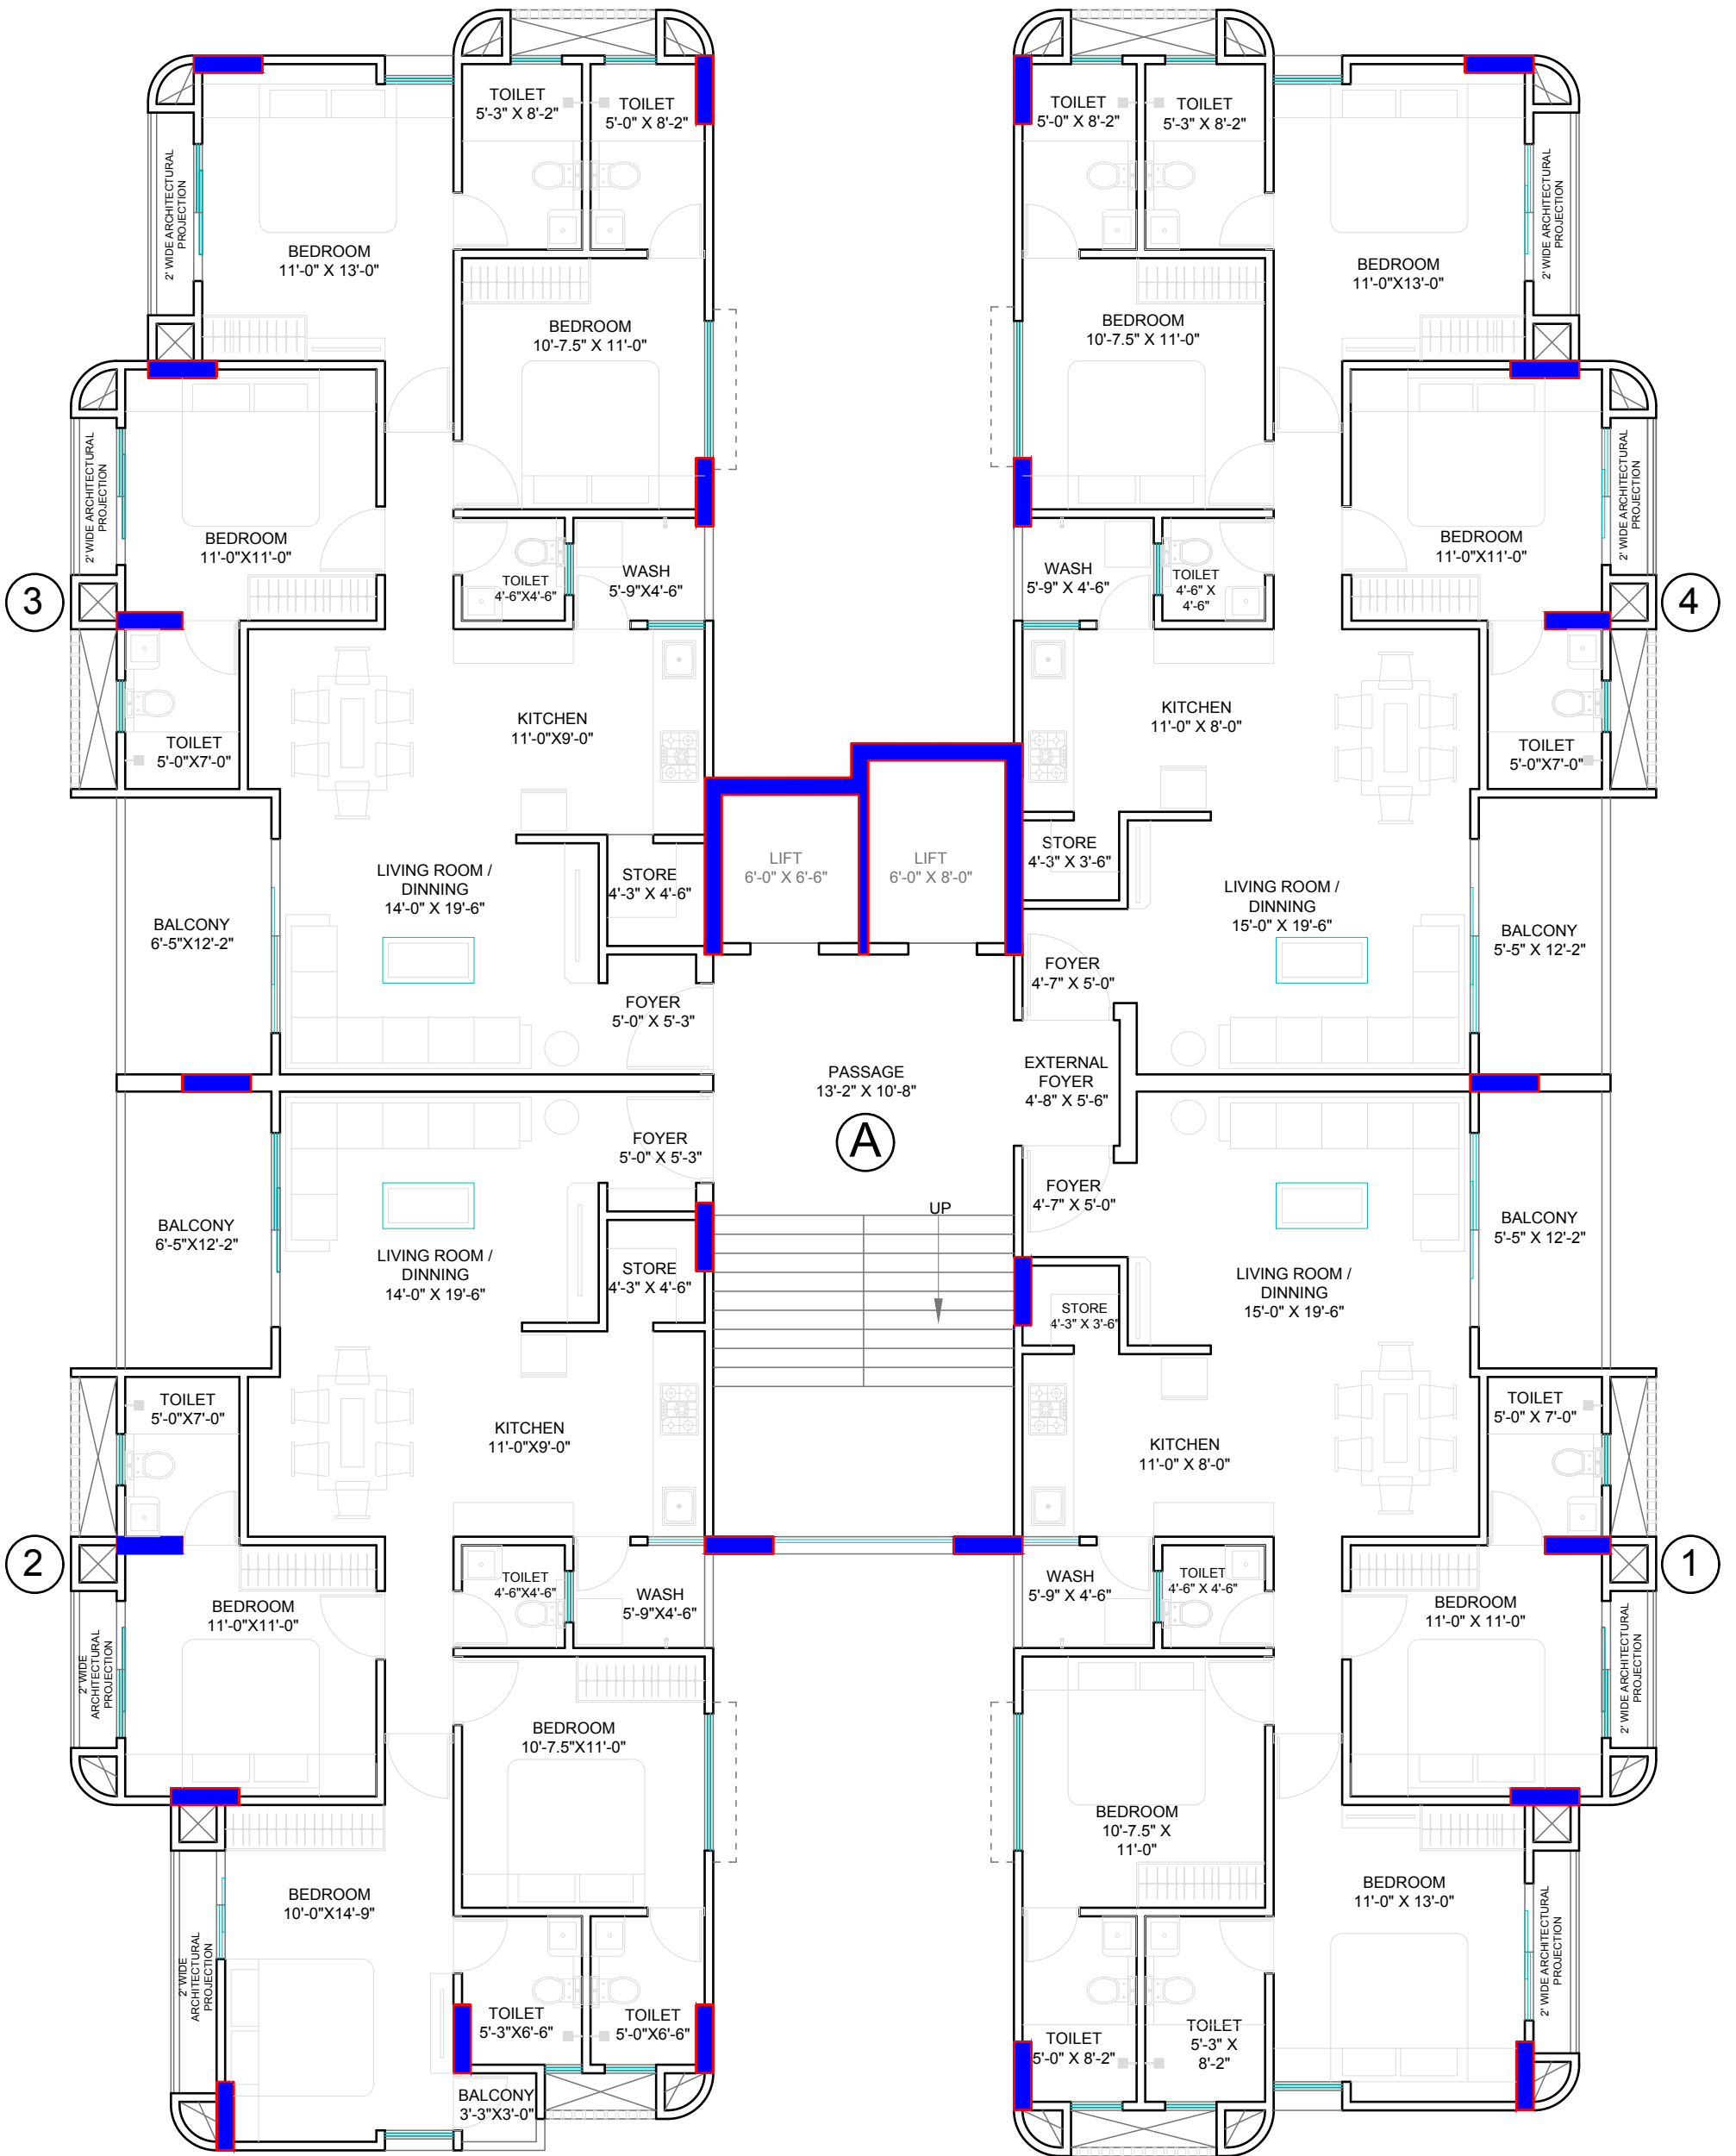 TOILET
5'-3" X 8'-2"
TOILET
5'-0" X 8'-2"
2' WIDE ARCHITECTURAL
PROJECTION
BEDROOM
11'-0" X 13'-0"
BEDROOM
10'-7.5" X 11'-0"
TOILET
5'-0" X 8'-2"
TOILET
5'-3" X 8'-2"
2' WIDE ARCHITECTURAL
PROJECTION
BEDROOM
11'-0"X13'-0"
BEDROOM
10'-7.5" X 11'-0"
2' WIDE ARCHITECTURAL
PROJECTION
BEDROOM
11'-0"X11'-0"
3
TOILET
4'-6"X4'-6"
WASH
5'-9"X4'-6"
WASH
5'-9" X 4'-6"
TOILET
4'-6" X
4'-6"
BEDROOM
11'-0"X11'-0"
2' WIDE ARCHITECTURAL
PROJECTION
4
TOILET
5'-0"X7'-0"
KITCHEN
11'-0"X9'-0"
KITCHEN
11'-0" X 8'-0"
TOILET
5'-0"X7'-0"
BALCONY
6'-5"X12'-2"
LIVING ROOM /
DINNING
14'-0" X 19'-6"
STORE
4'-3" X 4'-6"
LIFT
6'-0" X 6'-6"
LIFT
6'-0" X 8'-0"
STORE
4'-3" X 3'-6"
LIVING ROOM /
DINNING
15'-0" X 19'-6"
BALCONY
5'-5" X 12'-2"
FOYER
5'-0" X 5'-3"
FOYER
4'-7" X 5'-0"
PASSAGE
13'-2" X 10'-8"
EXTERNAL
FOYER
4'-8" X 5'-6"
A
FOYER
5'-0" X 5'-3"
FOYER
4'-7" X 5'-0"
UP
BALCONY
6'-5"X12'-2"
LIVING ROOM /
DINNING
14'-0" X 19'-6"
STORE
4'-3" X 4'-6"
STORE
4'-3" X 3'-6"
LIVING ROOM /
DINNING
15'-0" X 19'-6"
BALCONY
5'-5" X 12'-2"
TOILET
5'-0"X7'-0"
KITCHEN
11'-0"X9'-0"
KITCHEN
11'-0" X 8'-0"
TOILET
5'-0" X 7'-0"
2
BEDROOM
11'-0"X11'-0"
TOILET
4'-6"X4'-6"
WASH
5'-9"X4'-6"
WASH
5'-9" X 4'-6"
TOILET
4'-6" X 4'-6"
BEDROOM
11'-0" X 11'-0"
1
2' WIDE
ARCHITECTURAL
PROJECTION
2' WIDE ARCHITECTURAL
PROJECTION
BEDROOM
10'-7.5"X11'-0"
BEDROOM
10'-7.5" X
11'-0"
BEDROOM
10'-0"X14'-9"
BEDROOM
11'-0" X 13'-0"
2' WIDE
ARCHITECTURAL
PROJECTION
2' WIDE ARCHITECTURAL
PROJECTION
TOILET
5'-3"X6'-6"
TOILET
5'-0"X6'-6"
TOILET
5'-0" X 8'-2"
TOILET
5'-3" X
8'-2"
BALCONY
3'-3"X3'-0"